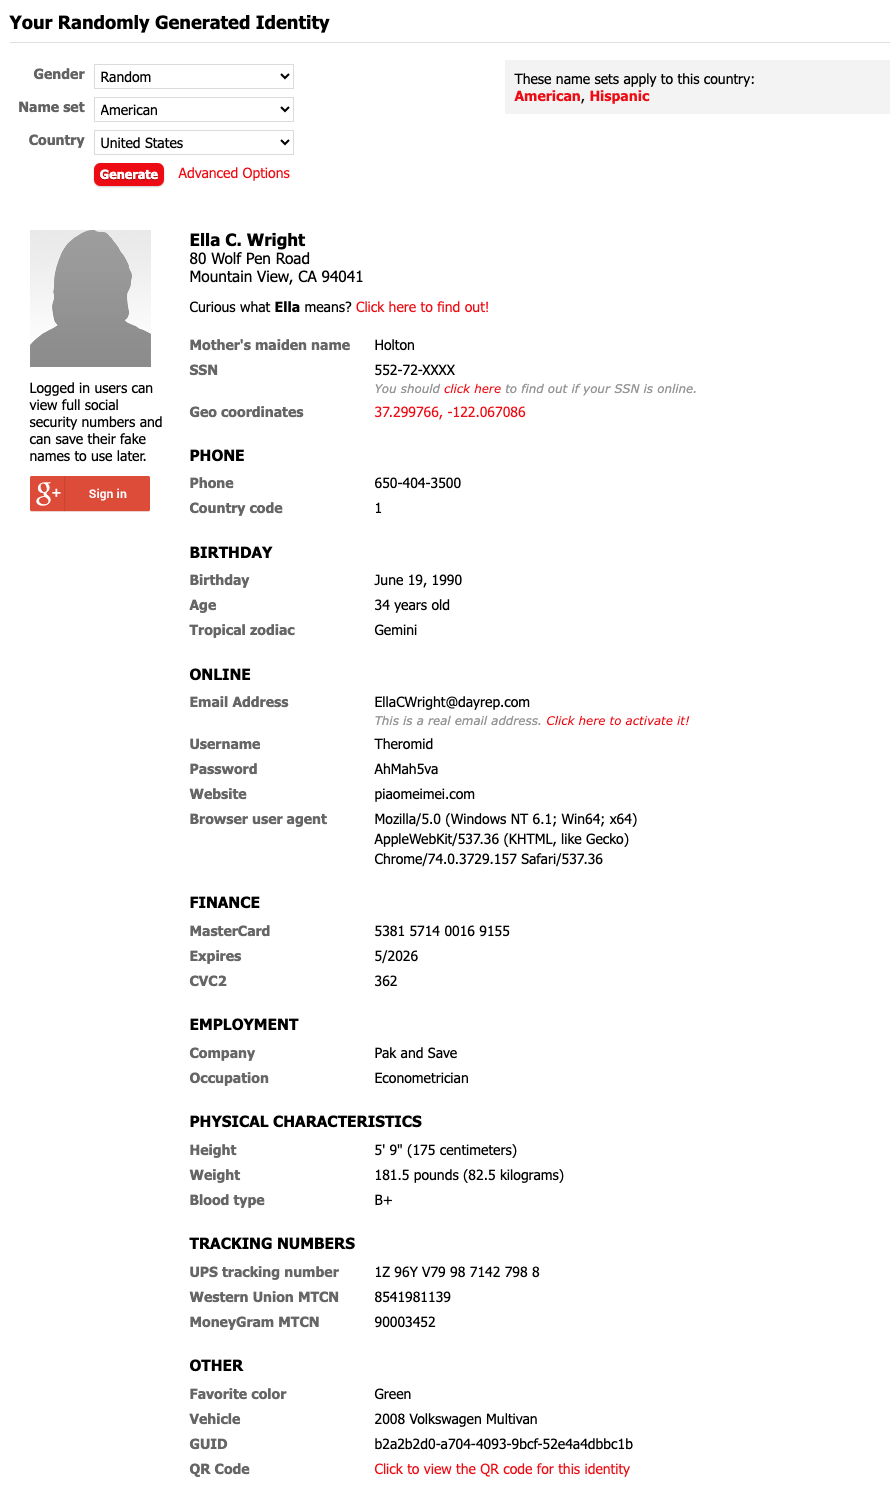 Your Randomly Generated Identity
Gender Random
Name set American
Country United States
Generate Advanced Options
These name sets apply to this country:
American, Hispanic
Logged in users can
view full social
security numbers and
can save their fake
names to use later.
g+ Sign in
Ella C. Wright
80 Wolf Pen Road
Mountain View, CA 94041
Curious what Ella means? Click here to find out!
Mother's maiden name Holton
SSN 552-72-XXXX
You should click here to find out if your SSN is online.
Geo coordinates 37.299766, -122.067086
PHONE
Phone 650-404-3500
Country code 1
BIRTHDAY
Birthday June 19, 1990
Age 34 years old
Tropical zodiac Gemini
ONLINE
Email Address EllaCWright@dayrep.com
This is a real email address. Click here to activate it!
Username Theromid
Password AhMah5va
Website piaomeimei.com
Browser user agent Mozilla/5.0 (Windows NT 6.1; Win64; x64)
AppleWebKit/537.36 (KHTML, like Gecko)
Chrome/74.0.3729.157 Safari/537.36
FINANCE
MasterCard 5381 5714 0016 9155
Expires 5/2026
CVC2 362
EMPLOYMENT
Company Pak and Save
Occupation Econometrician
PHYSICAL CHARACTERISTICS
Height 5' 9" (175 centimeters)
Weight 181.5 pounds (82.5 kilograms)
Blood type B+
TRACKING NUMBERS
UPS tracking number 1Z 96Y V79 98 7142 798 8
Western Union MTCN 8541981139
MoneyGram MTCN 90003452
OTHER
Favorite color Green
Vehicle 2008 Volkswagen Multivan
GUID b2a2b2d0-a704-4093-9bcf-52e4a4dbbc1b
QR Code Click to view the QR code for this identity